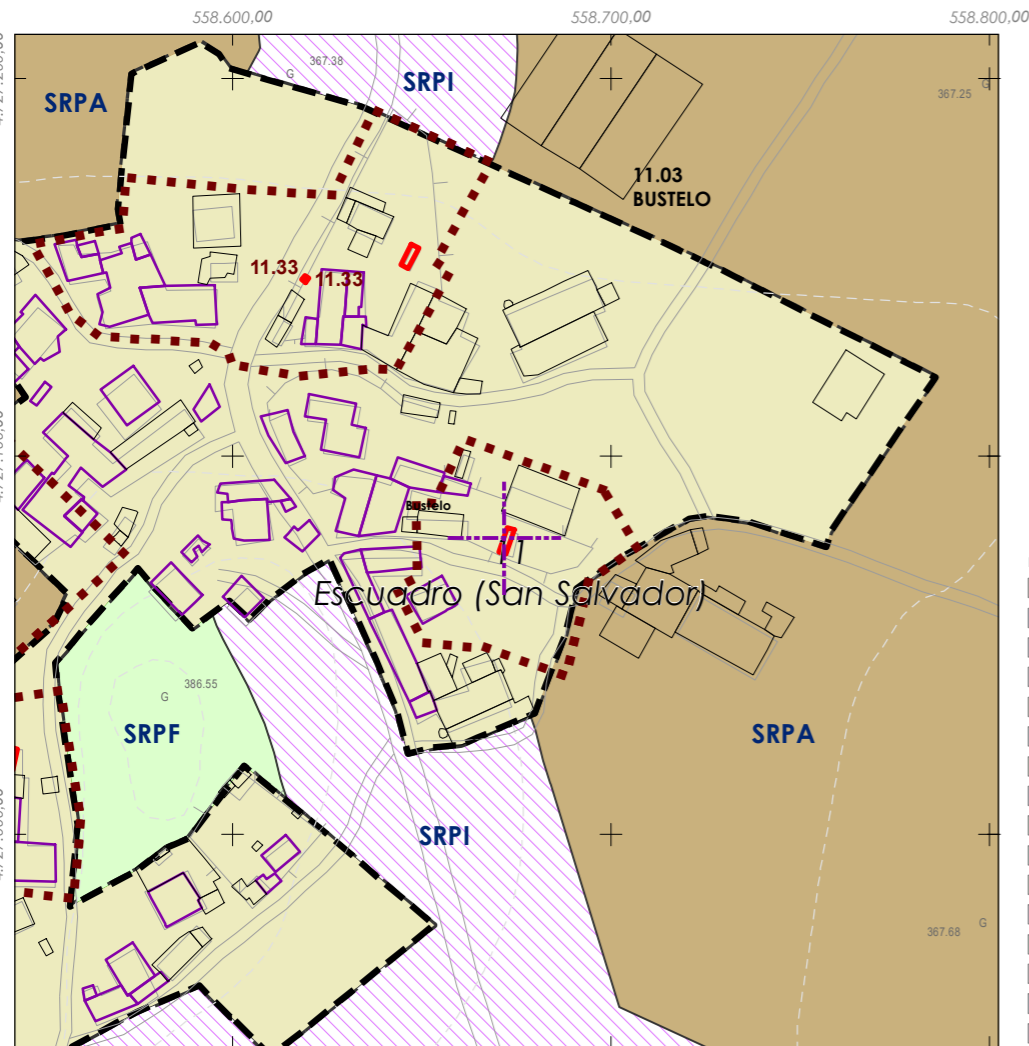 558.600,00
558.700,00
558.800,00
367.38
G
SRPI
SRPA
367.25
G
11.03
BUSTELO
11.33
11.33
Bustelo
11
Escuadro (San Salvador)
386.55
G
SRPF
SRPA
SRPI
G
367.68